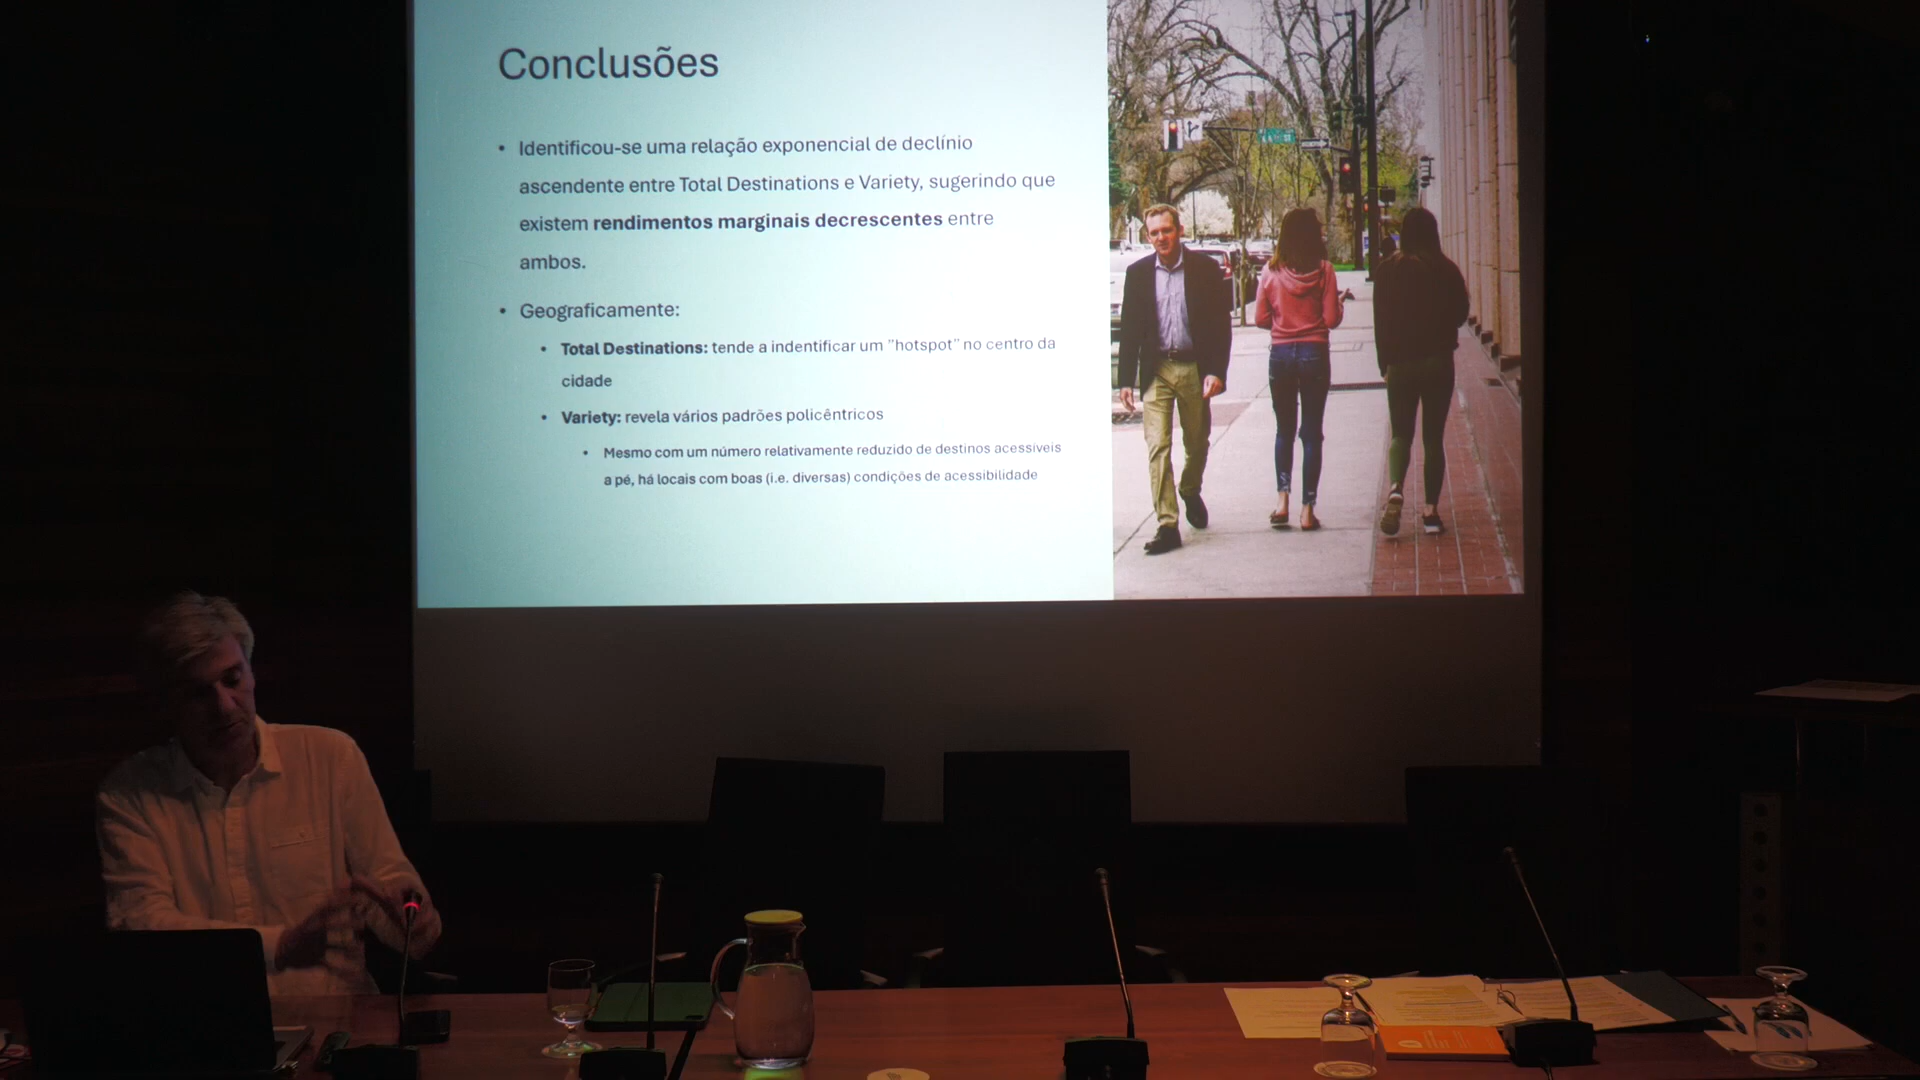 Conclusões
• Identificou-se uma relação exponencial de declínio
ascendente entre Total Destinations e Variety, sugerindo que
existem rendimentos marginais decrescentes entre
ambos.
• Geograficamente:
• Total Destinations: tende a indentificar um "hotspot" no centro da
cidade
• Variety: revela vários padrões policêntricos
• Mesmo com um número relativamente reduzido de destinos acessíveis
a pé, há locais com boas (i.e. diversas) condições de acessibilidade